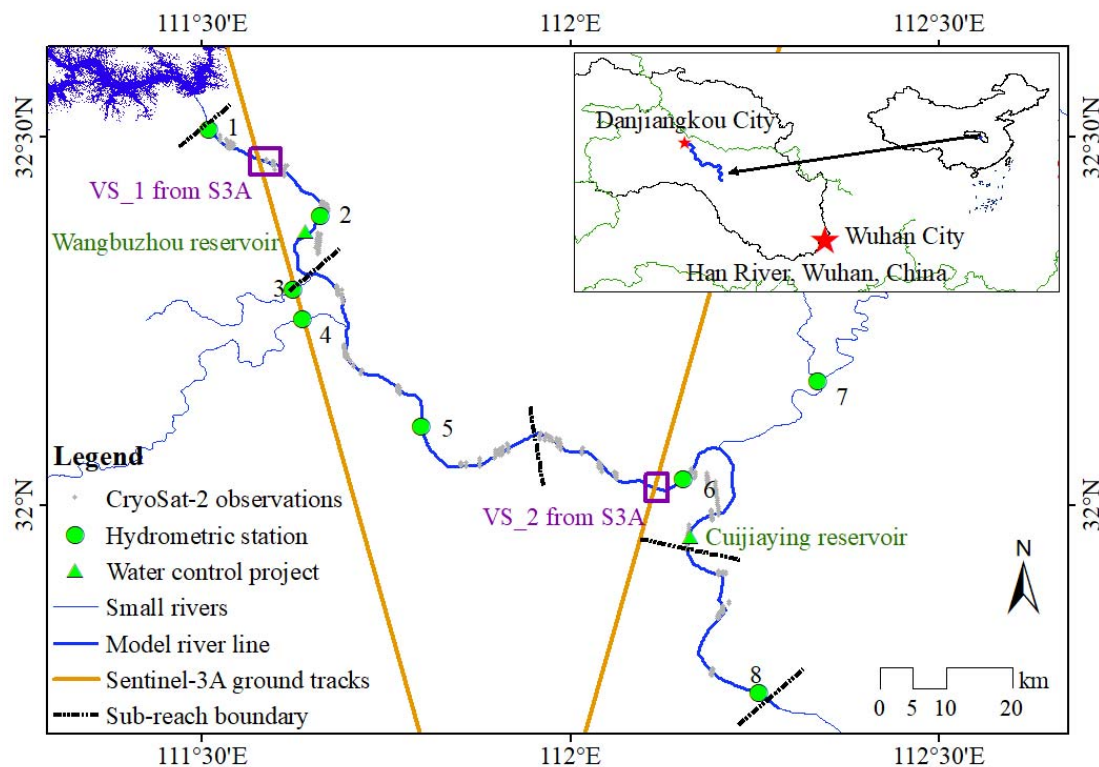 111°30'E 112°E 112°30'E
32°30'N
32°30'N
Danjiangkou City
Wuhan City
Han River, Wuhan, China
1
VS_1 from S3A
2
Wangbuzhou reservoir
3
4
7
5
Legend
CryoSat-2 observations
Hydrometric station
Water control project
Small rivers
Model river line
Sentinel-3A ground tracks
Sub-reach boundary
6
32°N
32°N
VS_2 from S3A
Cuijiaying reservoir
N
8
km
0 5 10 20
111°30'E 112°E 112°30'E